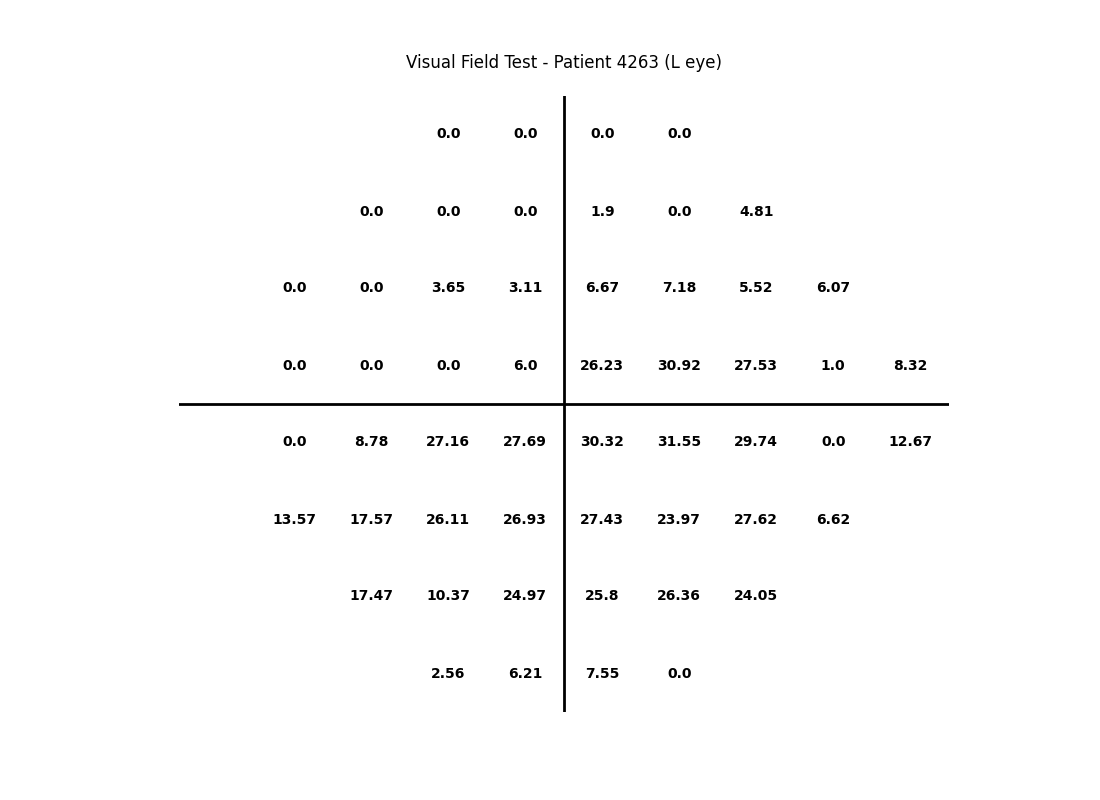 Visual Field Test - Patient 4263 (L eye)
0.0 0.0 0.0 0.0
0.0 0.0 0.0 1.9 0.0 4.81
0.0 0.0 3.65 3.11 6.67 7.18 5.52 6.07
0.0 0.0 0.0 6.0 26.23 30.92 27.53 1.0 8.32
0.0 8.78 27.16 27.69 30.32 31.55 29.74 0.0 12.67
13.57 17.57 26.11 26.93 27.43 23.97 27.62 6.62
17.47 10.37 24.97 25.8 26.36 24.05
2.56 6.21 7.55 0.0